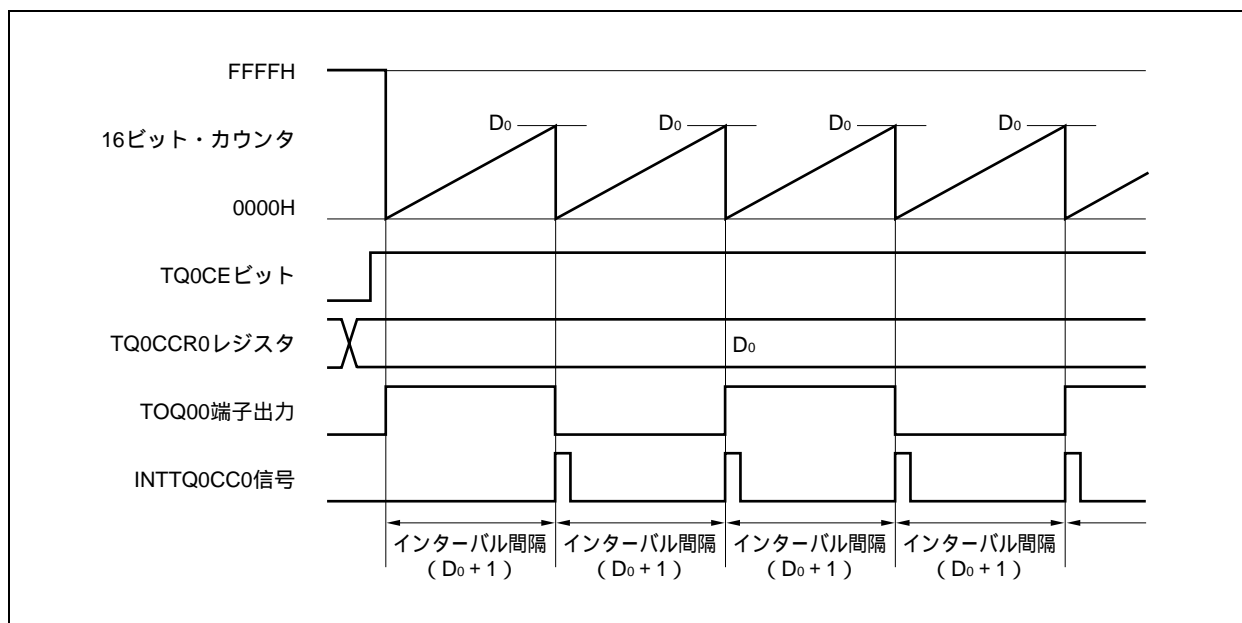 FFFFH
D₀ D₀ D₀ D₀
16ビット・カウンタ
0000H
TQ0CEビット
TQ0CCR0レジスタ D₀
TOQ00端子出力
INTTQ0CC0信号
インターバル間隔 インターバル間隔 インターバル間隔 インターバル間隔
（D₀ + 1） （D₀ + 1） （D₀ + 1） （D₀ + 1）